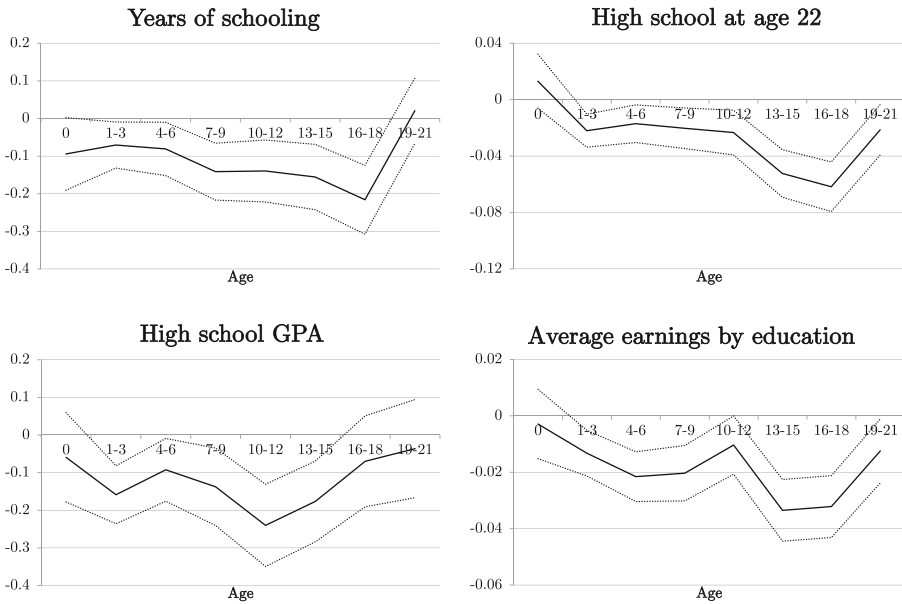 Years of schooling
0.2
0.1
0
-0.1
-0.2
-0.3
-0.4
0 1-3 4-6 7-9 10-12 13-15 16-18 19-21
Age
High school at age 22
0.04
0
-0.04
-0.08
-0.12
0 1-3 4-6 7-9 10-12 13-15 16-18 19-21
Age
High school GPA
0.2
0.1
0
-0.1
-0.2
-0.3
-0.4
0 1-3 4-6 7-9 10-12 13-15 16-18 19-21
Age
Average earnings by education
0.02
0
-0.02
-0.04
-0.06
0 1-3 4-6 7-9 10-12 13-15 16-18 19-21
Age